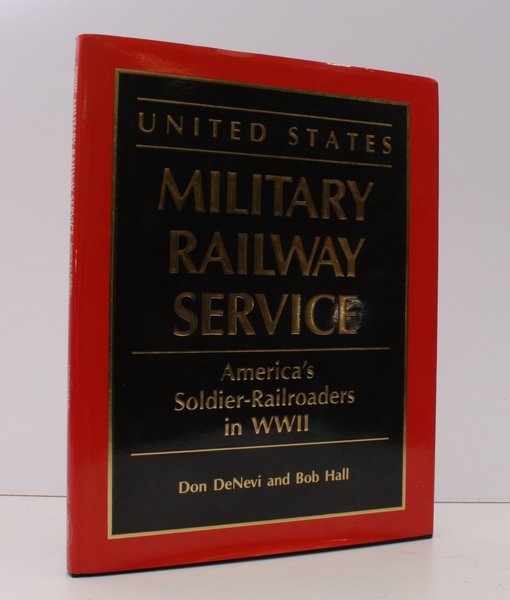 UNITED STATES
MILITARY
RAILWAY
SERVICE
America's
Soldier-Railroaders
in WWII
Don DeNevi and Bob Hall